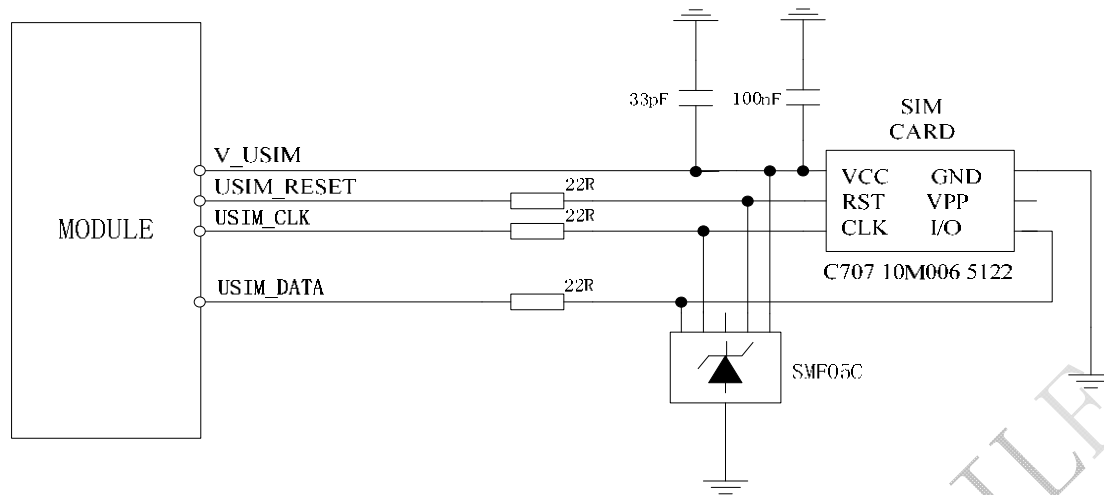 33pF
100nF
SIM
CARD
V_USIM
USIM_RESET
USIM_CLK
USIM_DATA
22R
22R
22R
MODULE
VCC GND
RST VPP
CLK I/O
C707 10M006 5122
SMF05C